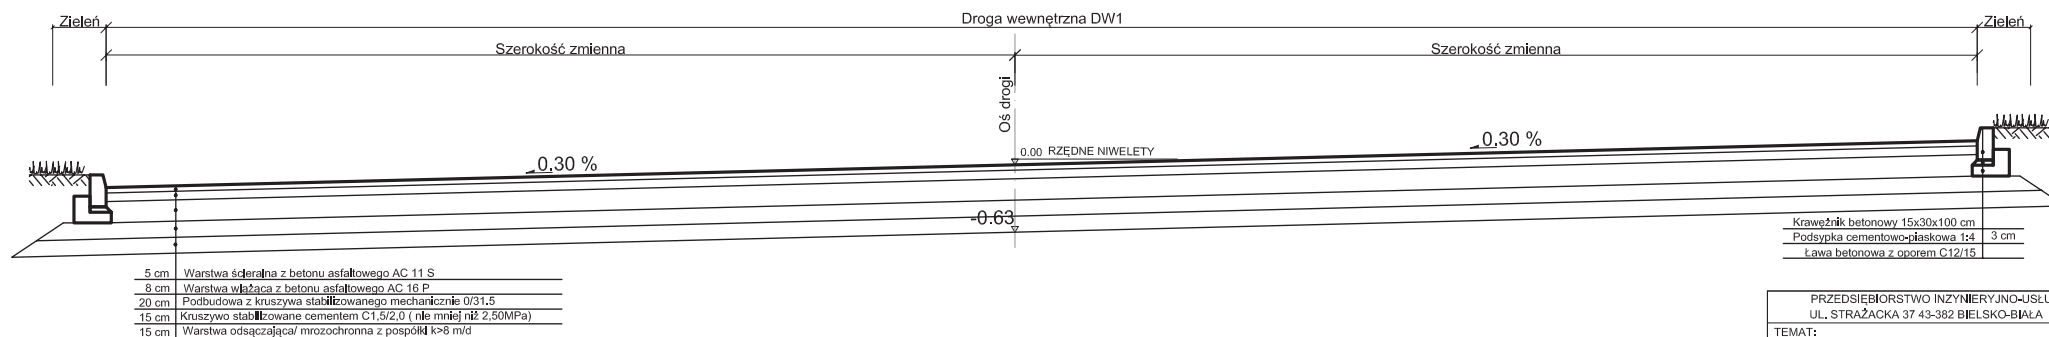 Zieleń
Droga wewnętrzna DW1
Zieleń
Szerokość zmienna
Szerokość zmienna
Oś drogi
0.30 %
0.00 RZĘDNE NIWELETY
0.30 %
-0.63
Krawężnik betonowy 15x30x100 cm
Podsypka cementowo-piaskowa 1:4 3 cm
Ława betonowa z oporem C12/15
5 cm Warstwa ścieralna z betonu asfaltowego AC 11 S
8 cm Warstwa wiążąca z betonu asfaltowego AC 16 P
20 cm Podbudowa z kruszywa stabilizowanego mechanicznie 0/31.5
15 cm Kruszywo stabilizowane cementem C1,5/2,0 ( nie mniej niż 2,50MPa)
15 cm Warstwa odsączająca/ mrozochronna z pospółki k>8 m/d
PRZEDSIĘBIORSTWO INZYNIERYJNO-USŁU
UL. STRAŻACKA 37 43-382 BIELSKO-BIAŁA
TEMAT: